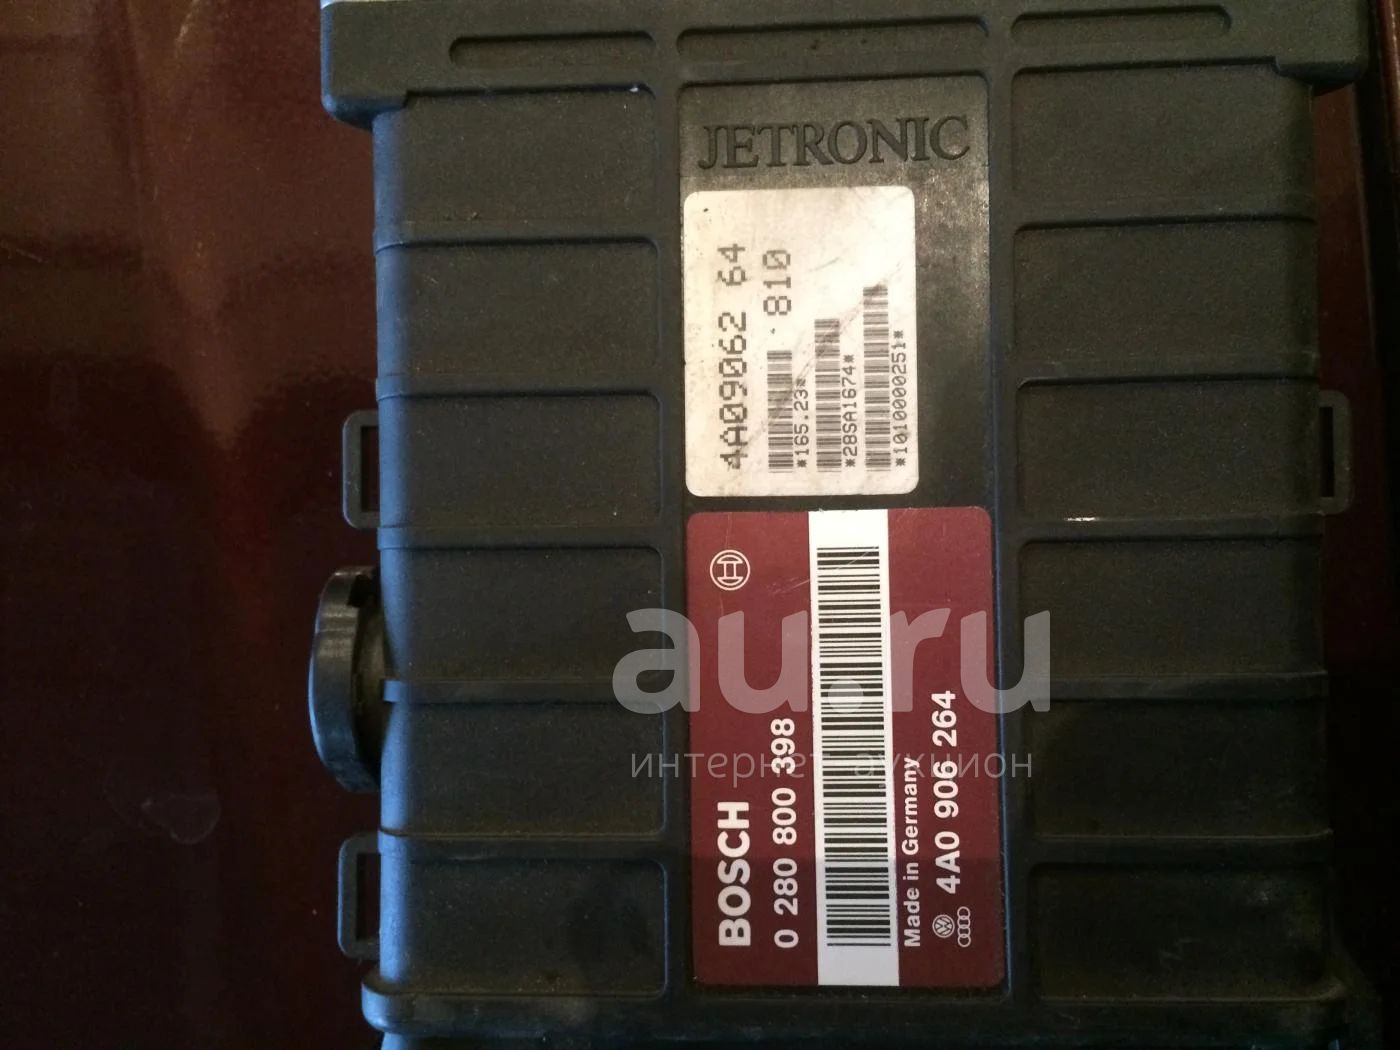 JETRONIC
4A09062 64
810
*165.23*
*28SA1674*
*1010000251*
BOSCH
0 280 800 398
Made in Germany
4A0 906 264
au.ru
интернет аукцион